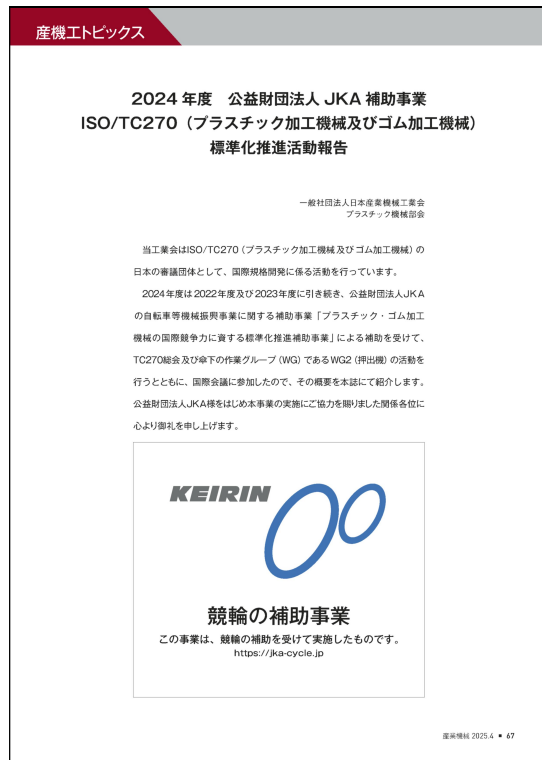 産機工トピックス
2024年度　公益財団法人 JKA 補助事業
ISO/TC270（プラスチック加工機械及びゴム加工機械）
標準化推進活動報告
一般社団法人日本産業機械工業会
プラスチック機械部会
当工業会はISO/TC270（プラスチック加工機械及びゴム加工機械）の
日本の審議団体として、国際規格開発に係る活動を行っています。
2024年度は2022年度及び2023年度に引き続き、公益財団法人JKA
の自転車等機械振興事業に関する補助事業「プラスチック・ゴム加工
機械の国際競争力に資する標準化推進補助事業」による補助を受けて、
TC270総会及び傘下の作業グループ（WG）であるWG2（押出機）の活動を
行うとともに、国際会議に参加したので、その概要を本誌にて紹介します。
公益財団法人JKA様をはじめ本事業の実施にご協力を賜りました関係各位に
心より御礼を申し上げます。
KEIRIN
競輪の補助事業
この事業は、競輪の補助を受けて実施したものです。
https://jka-cycle.jp
産業機械 2025.4 ■ 67